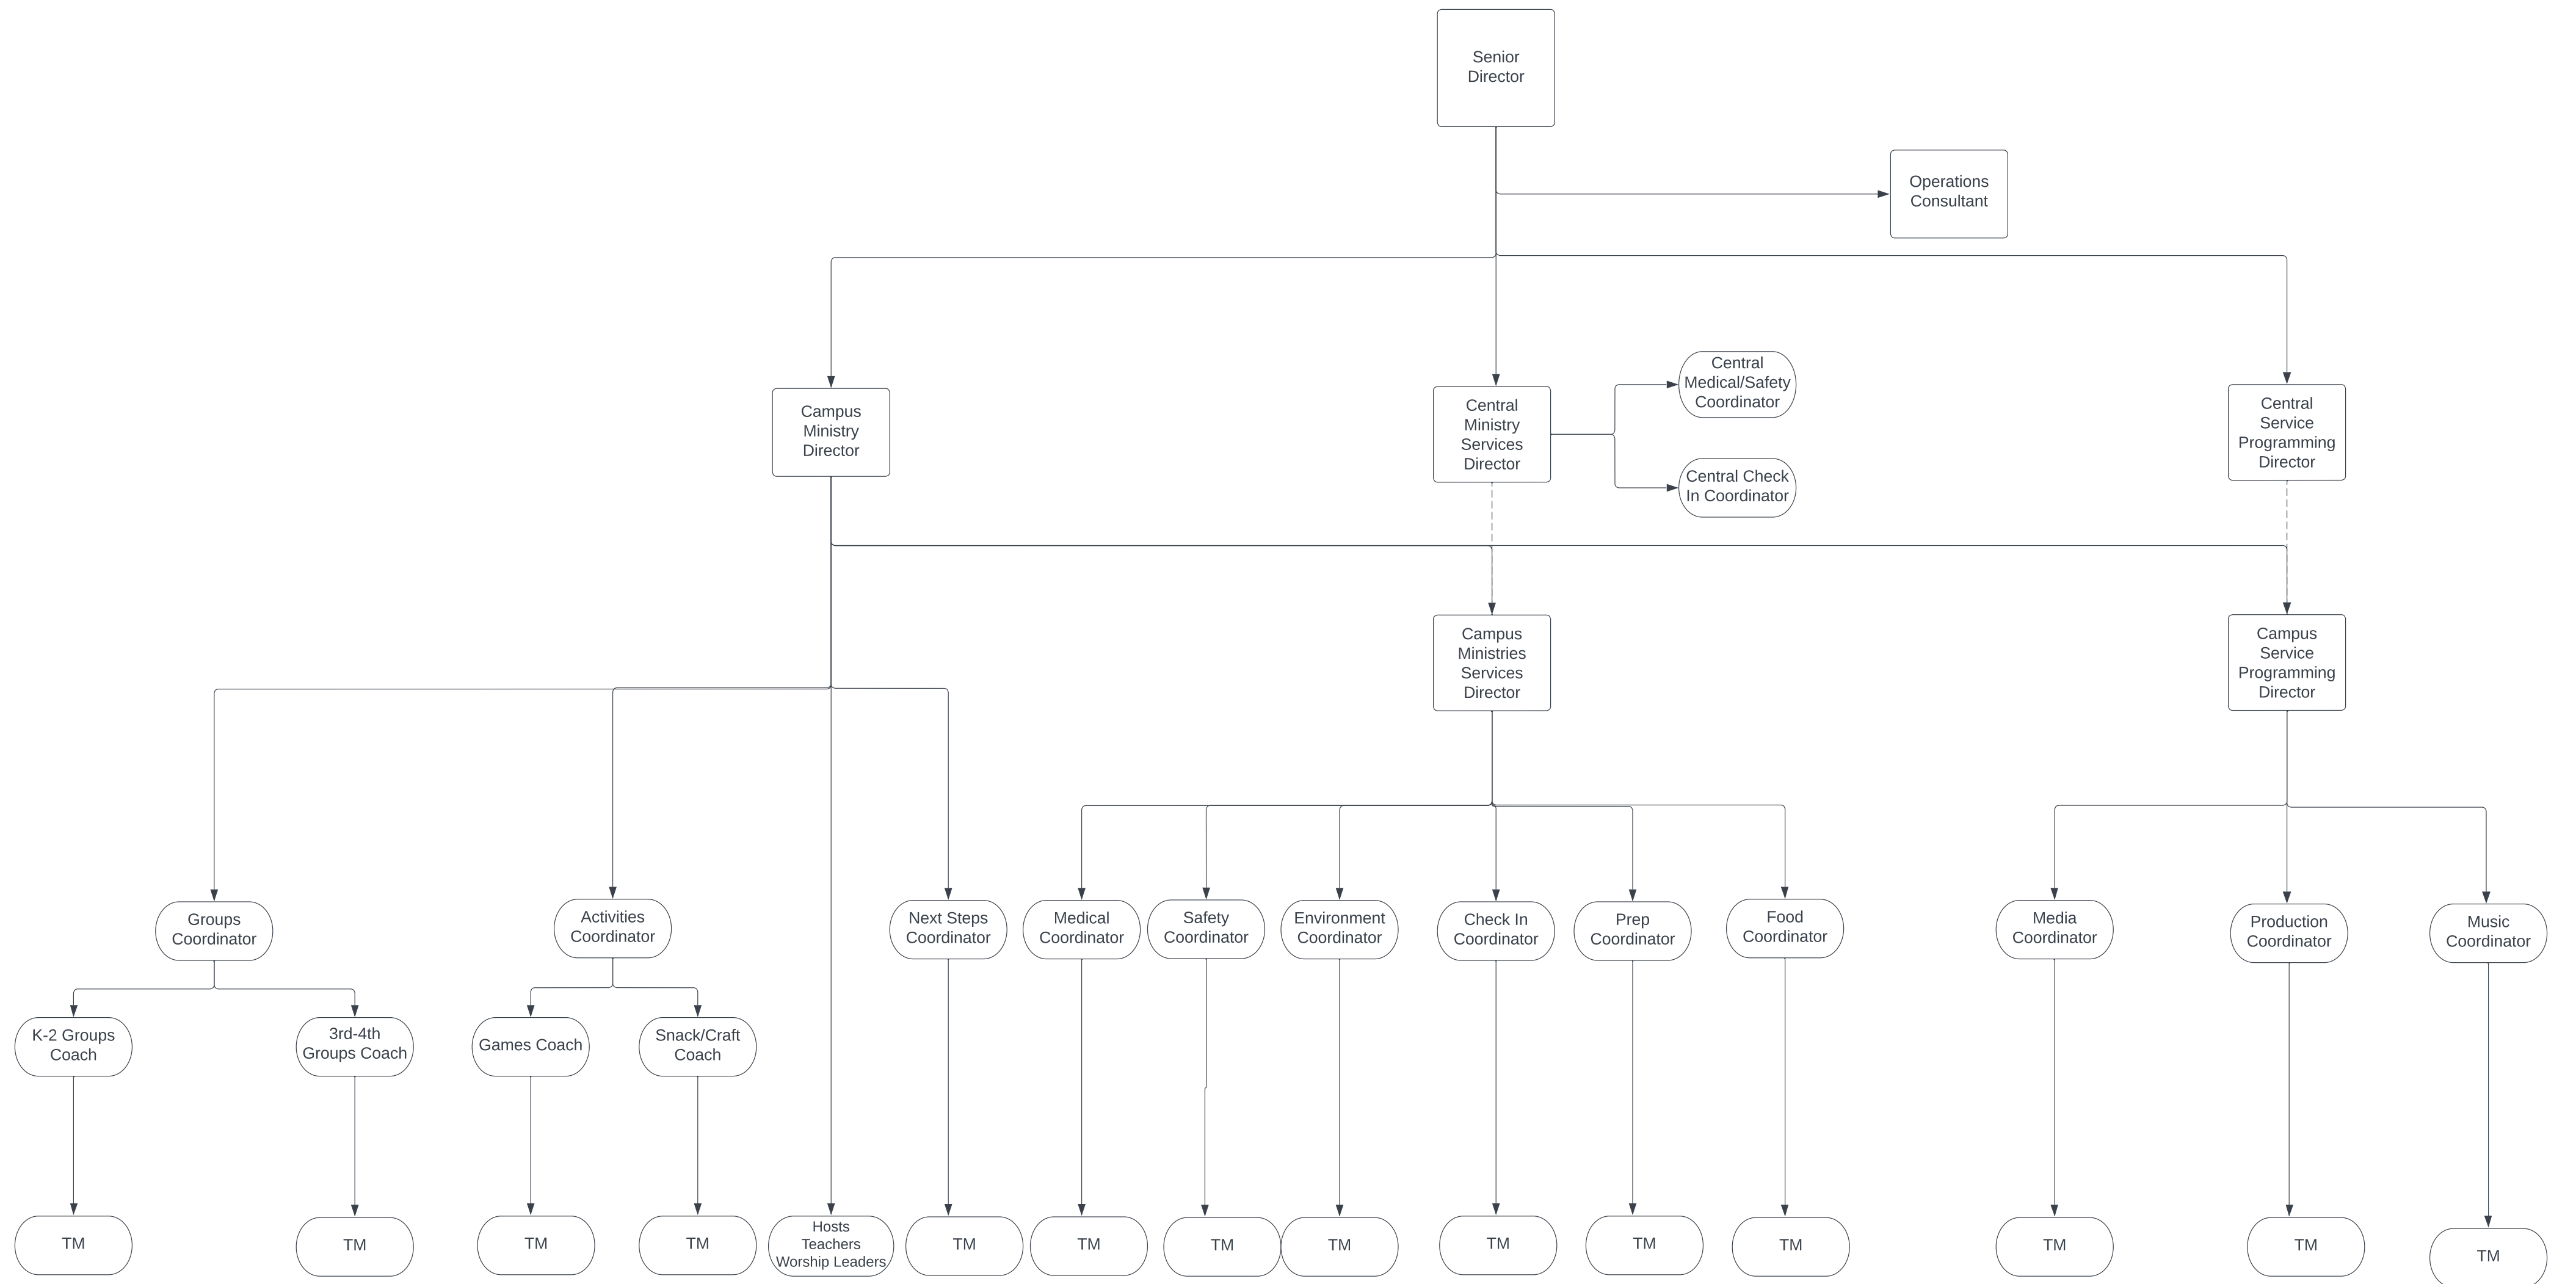 Senior
Director
Operations
Consultant
Campus
Ministry
Director
Central
Ministry
Services
Director
Central
Medical/Safety
Coordinator
Central Check
In Coordinator
Central
Service
Programming
Director
Campus
Ministries
Services
Director
Campus
Service
Programming
Director
Groups
Coordinator
Activities
Coordinator
Next Steps
Coordinator
Medical
Coordinator
Safety
Coordinator
Environment
Coordinator
Check In
Coordinator
Prep
Coordinator
Food
Coordinator
Media
Coordinator
Production
Coordinator
Music
Coordinator
K-2 Groups
Coach
3rd-4th
Groups Coach
Games Coach
Snack/Craft
Coach
TM
TM
TM
TM
Hosts
Teachers
Worship Leaders
TM
TM
TM
TM
TM
TM
TM
TM
TM
TM